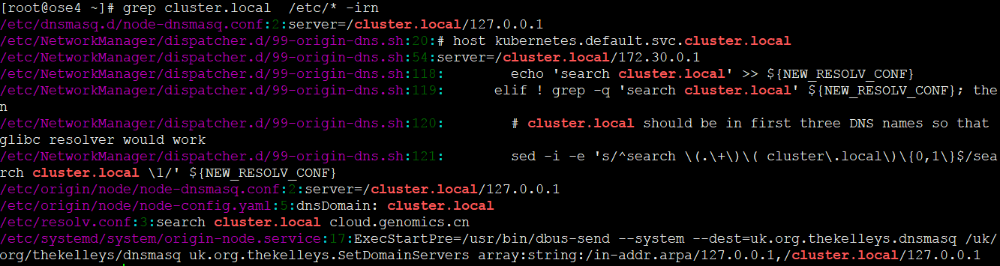 [root@ose4 ~]# grep cluster.local  /etc/* -irn
/etc/dnsmasq.d/node-dnsmasq.conf:2:server=/cluster.local/127.0.0.1
/etc/NetworkManager/dispatcher.d/99-origin-dns.sh:20:# host kubernetes.default.svc.cluster.local
/etc/NetworkManager/dispatcher.d/99-origin-dns.sh:54:server=/cluster.local/172.30.0.1
/etc/NetworkManager/dispatcher.d/99-origin-dns.sh:118:        echo 'search cluster.local' >> ${NEW_RESOLV_CONF}
/etc/NetworkManager/dispatcher.d/99-origin-dns.sh:119:      elif ! grep -q 'search cluster.local' ${NEW_RESOLV_CONF}; the
n
/etc/NetworkManager/dispatcher.d/99-origin-dns.sh:120:        # cluster.local should be in first three DNS names so that
glibc resolver would work
/etc/NetworkManager/dispatcher.d/99-origin-dns.sh:121:        sed -i -e 's/^search \(.\+\)\( cluster\.local\)\{0,1\}$/sea
rch cluster.local \1/' ${NEW_RESOLV_CONF}
/etc/origin/node/node-dnsmasq.conf:2:server=/cluster.local/127.0.0.1
/etc/origin/node/node-config.yaml:5:dnsDomain: cluster.local
/etc/resolv.conf:3:search cluster.local cloud.genomics.cn
/etc/systemd/system/origin-node.service:17:ExecStartPre=/usr/bin/dbus-send --system --dest=uk.org.thekelleys.dnsmasq /uk/
org/thekelleys/dnsmasq uk.org.thekelleys.SetDomainServers array:string:/in-addr.arpa/127.0.0.1,/cluster.local/127.0.0.1